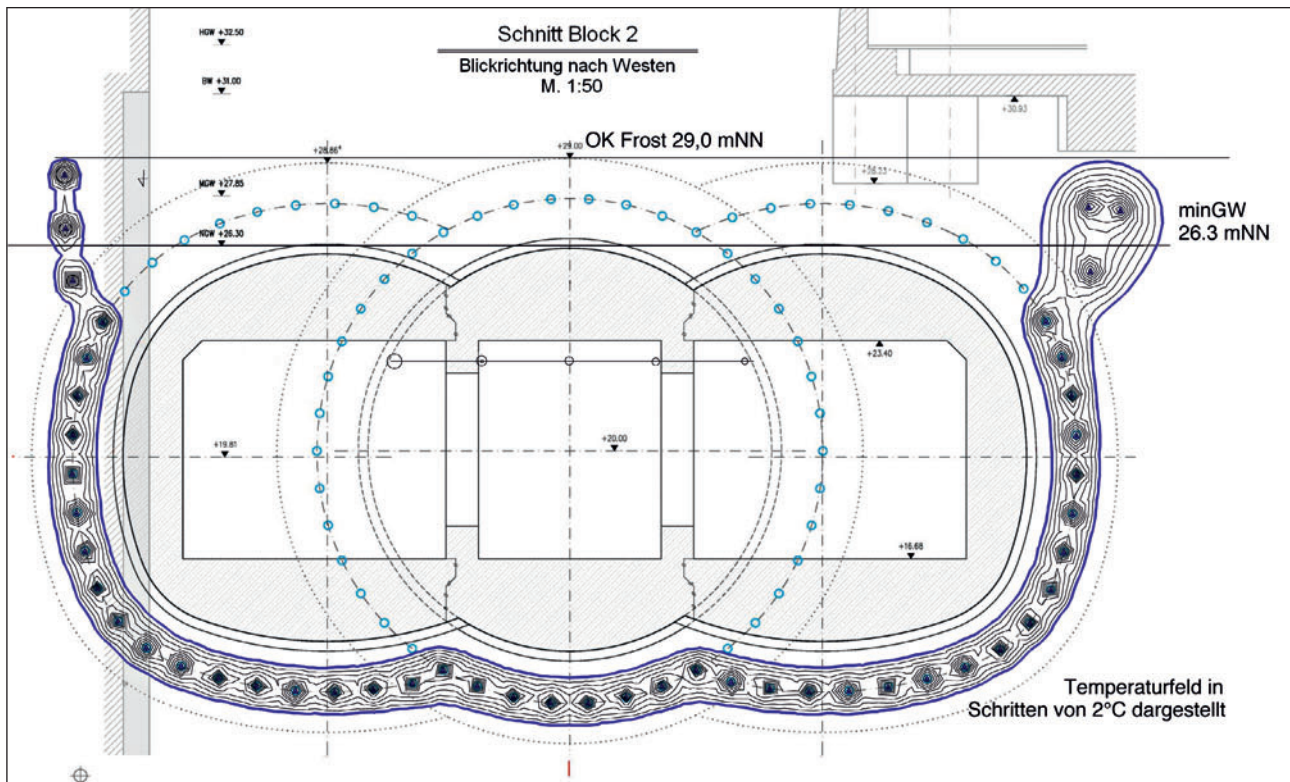 Schnitt Block 2
Blickrichtung nach Westen
M. 1:50
HGW +32.50
BW +31.00
+30.93
OK Frost 29,0 mNN
+28.86*
+29.00
MGW +27.85
minGW
26.3 mNN
NGW +26.30
+23.40
+19.81
+20.00
+16.68
Temperaturfeld in
Schritten von 2°C dargestellt